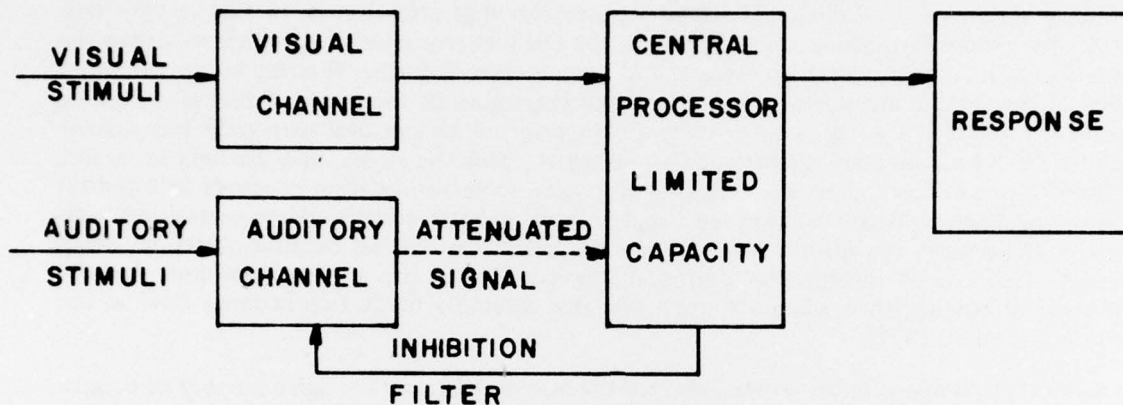 VISUAL
STIMULI
VISUAL
CHANNEL
CENTRAL
PROCESSOR
LIMITED
CAPACITY
RESPONSE
AUDITORY
STIMULI
AUDITORY
CHANNEL
ATTENUATED
SIGNAL
INHIBITION
FILTER